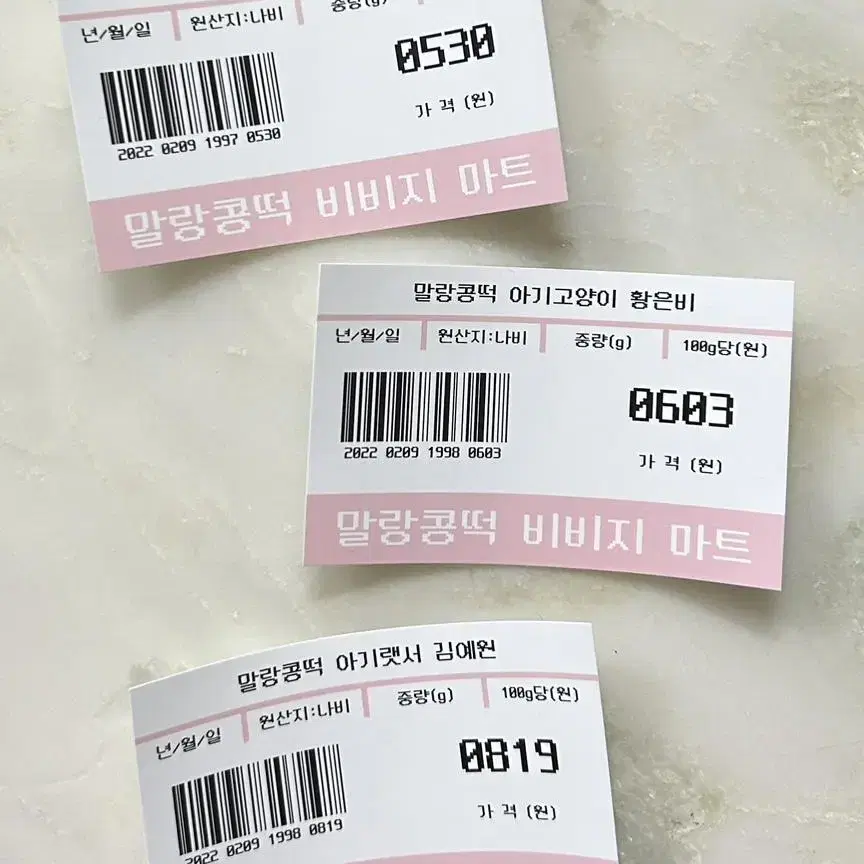 년/월/일 원산지:나비 중량(g)
0530
가 격 (원)
2022 0209 1997 0530
말랑콩떡 비비지 마트
말랑콩떡 아기고양이 황은비
년/월/일 원산지:나비 중량(g) 100g당(원)
0603
2022 0209 1998 0603
가 격 (원)
말랑콩떡 비비지 마트
말랑콩떡 아기랫서 김예원
년/월/일 원산지:나비 중량(g) 100g당(원)
0819
가 격 (원)
2022 0209 1998 0819